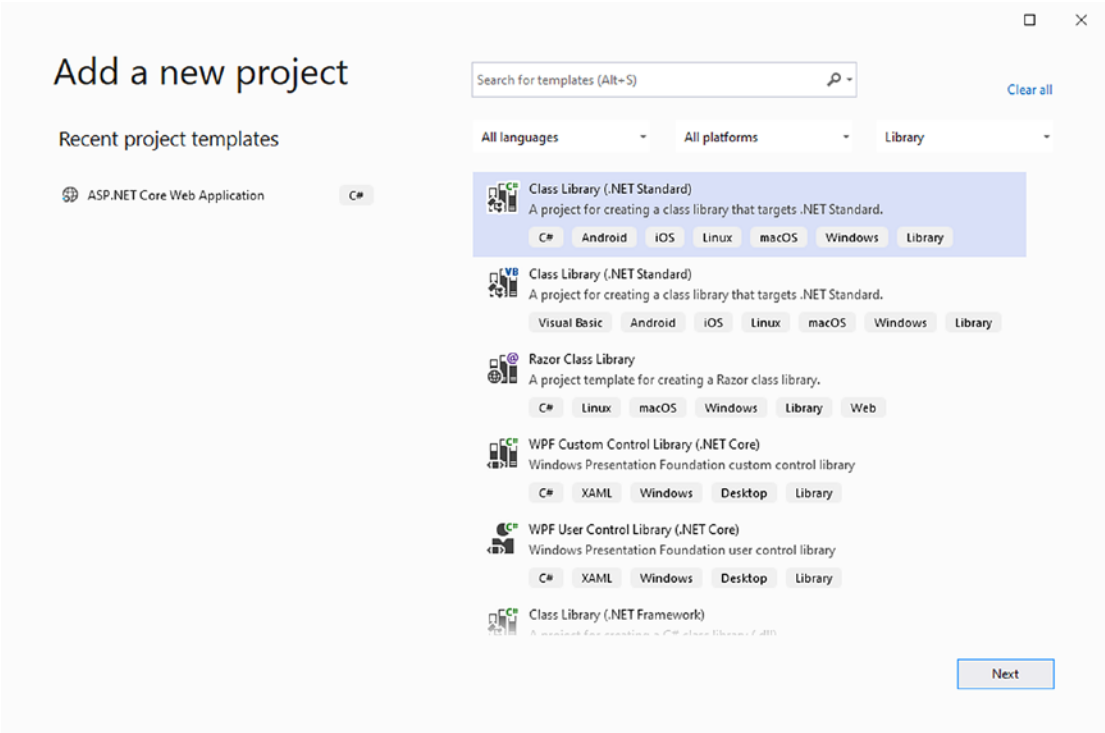 Add a new project
Search for templates (Alt+S)
Clear all
Recent project templates
All languages
All platforms
Library
ASP.NET Core Web Application
C#
Class Library (.NET Standard)
A project for creating a class library that targets .NET Standard.
C# Android iOS Linux macOS Windows Library
Class Library (.NET Standard)
A project for creating a class library that targets .NET Standard.
Visual Basic Android iOS Linux macOS Windows Library
Razor Class Library
A project template for creating a Razor class library.
C# Linux macOS Windows Library Web
WPF Custom Control Library (.NET Core)
Windows Presentation Foundation custom control library
C# XAML Windows Desktop Library
WPF User Control Library (.NET Core)
Windows Presentation Foundation user control library
C# XAML Windows Desktop Library
Class Library (.NET Framework)
A project for creating a C# class library (.dll)
Next